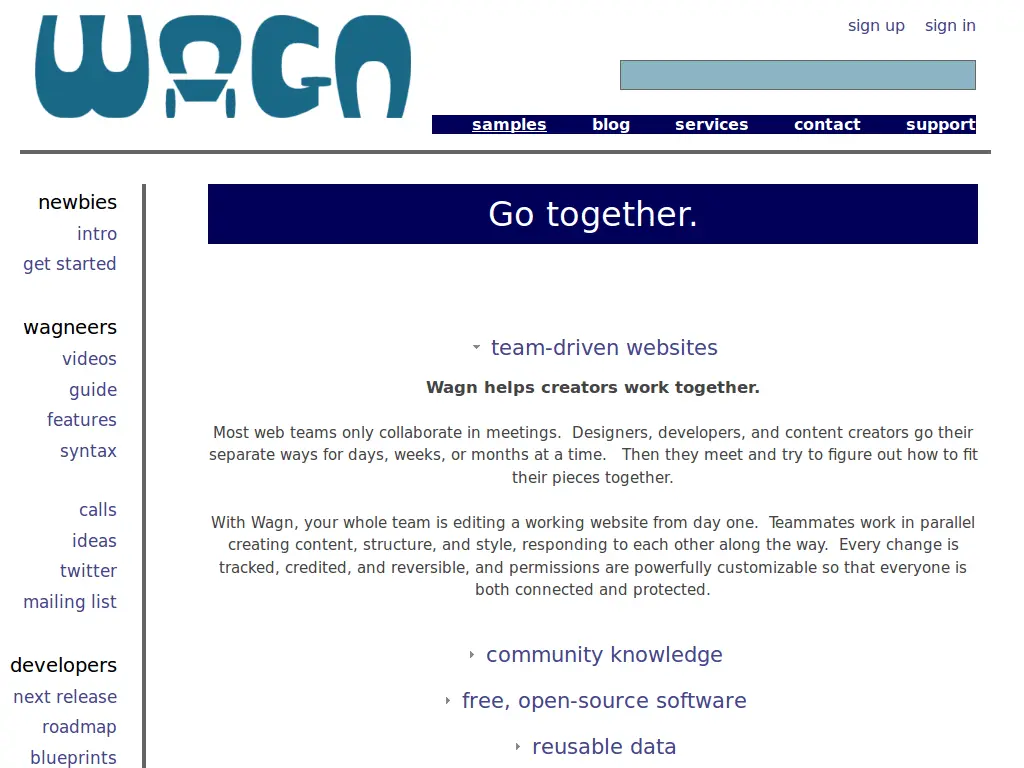 WAGN
sign up sign in
samples blog services contact support
newbies
intro
get started
wagneers
videos
guide
features
syntax
calls
ideas
twitter
mailing list
developers
next release
roadmap
blueprints
Go together.
team-driven websites
Wagn helps creators work together.
Most web teams only collaborate in meetings.  Designers, developers, and content creators go their
separate ways for days, weeks, or months at a time.   Then they meet and try to figure out how to fit
their pieces together.
With Wagn, your whole team is editing a working website from day one.  Teammates work in parallel
creating content, structure, and style, responding to each other along the way.  Every change is
tracked, credited, and reversible, and permissions are powerfully customizable so that everyone is
both connected and protected.
community knowledge
free, open-source software
reusable data